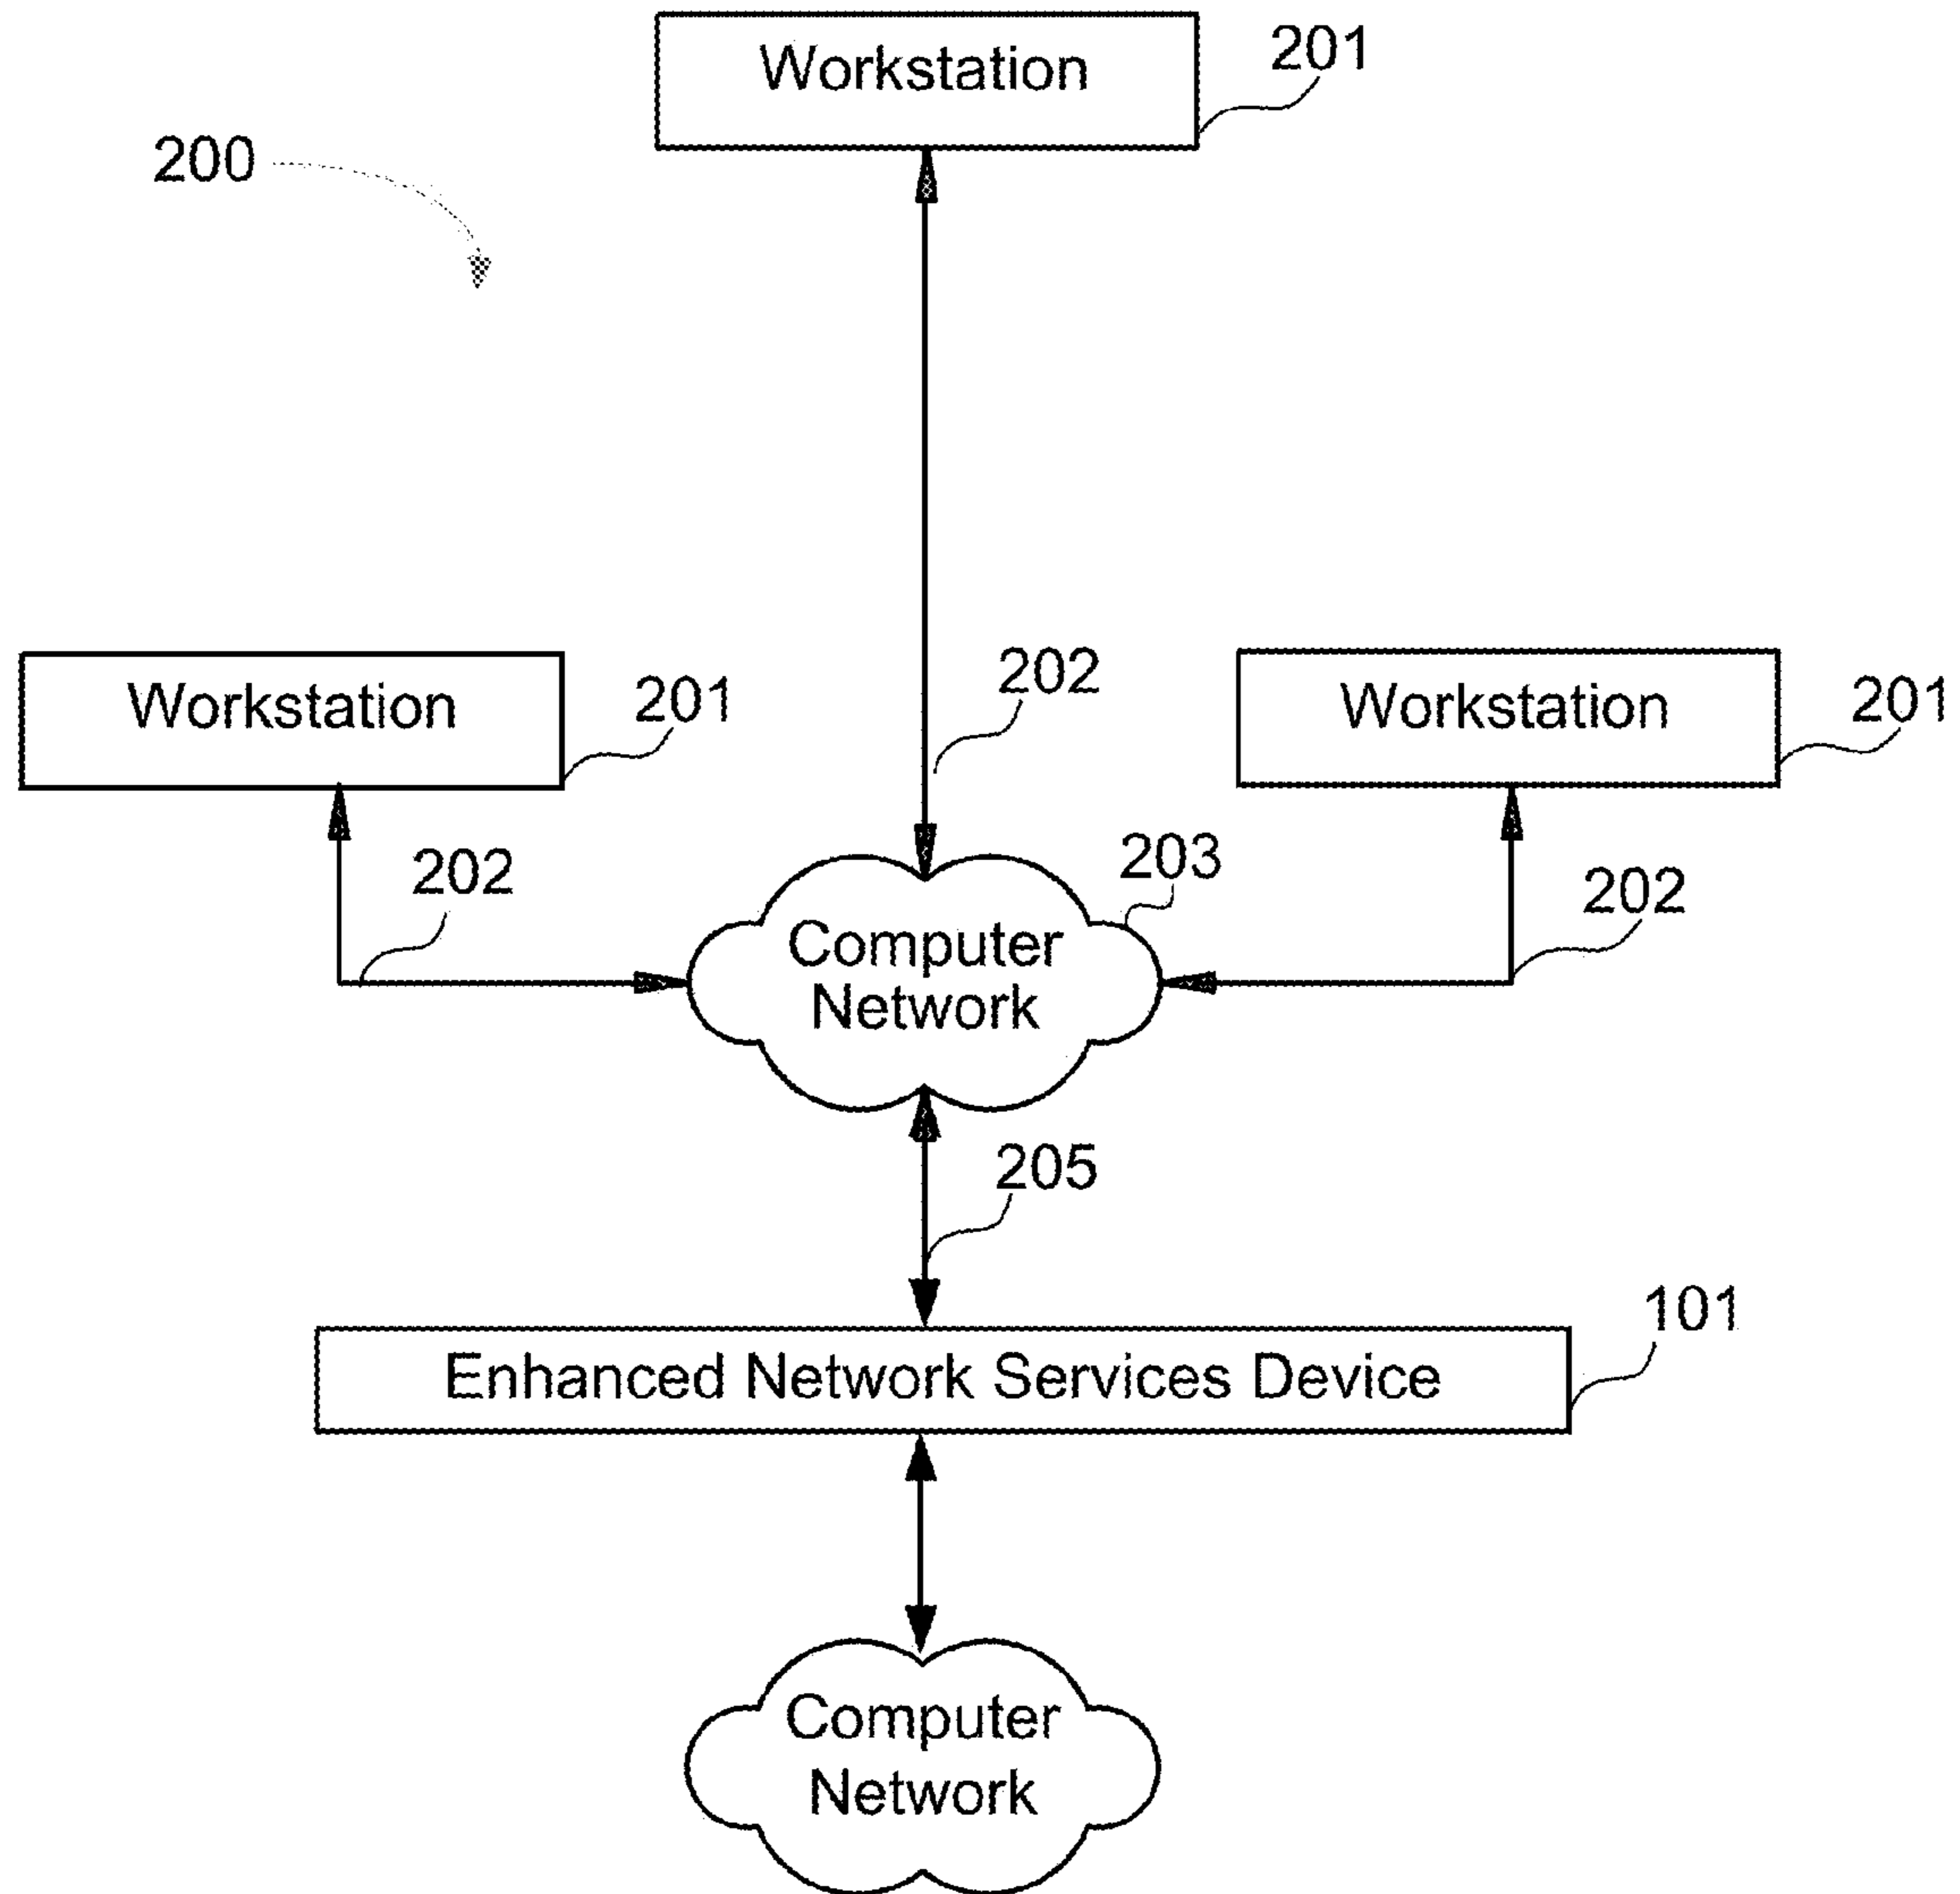 Workstation
201
200
Workstation
201
202
Workstation
201
202
203
202
Computer
Network
205
101
Enhanced Network Services Device
Computer
Network